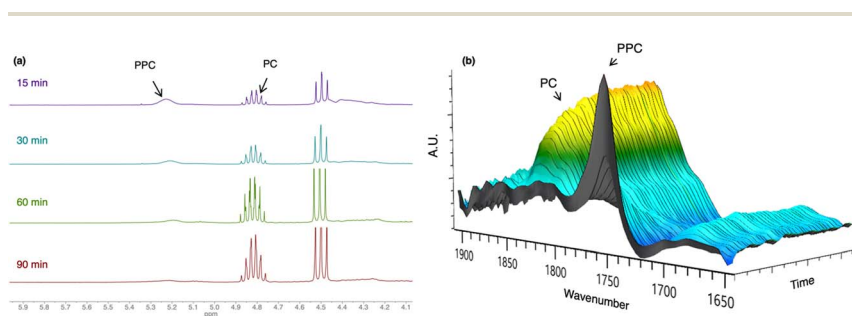 (a)
PPC
PC
15 min
30 min
60 min
90 min
5.9 5.8 5.7 5.6 5.5 5.4 5.3 5.2 5.1 5.0 4.9 4.8 4.7 4.6 4.5 4.4 4.3 4.2 4.1
ppm
(b)
PPC
PC
A.U.
1900 1850 1800 1750 1700 1650
Wavenumber
Time